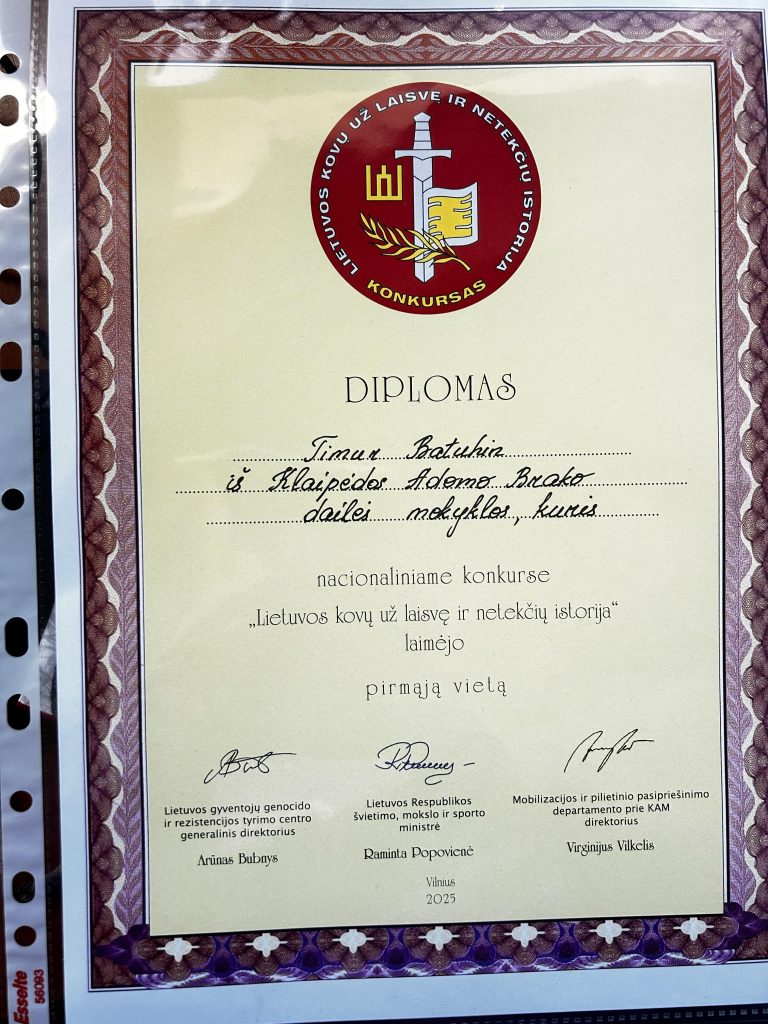 LIETUVOS KOVŲ UŽ LAISVĘ IR NETEKČIŲ ISTORIJA
KONKURSAS
DIPLOMAS
Timur Batuhin
iš Klaipėdos Adomo Brako
dailės mokyklos, kuris
nacionaliniame konkurse
„Lietuvos kovų už laisvę ir netekčių istorija“
laimėjo
pirmąją vietą
Lietuvos gyventojų genocido
ir rezistencijos tyrimo centro
generalinis direktorius
Arūnas Bubnys
Lietuvos Respublikos
švietimo, mokslo ir sporto
ministrė
Raminta Popovienė
Mobilizacijos ir pilietinio pasipriešinimo
departamento prie KAM
direktorius
Virginijus Vilkelis
Vilnius
2025
Esselte
56093